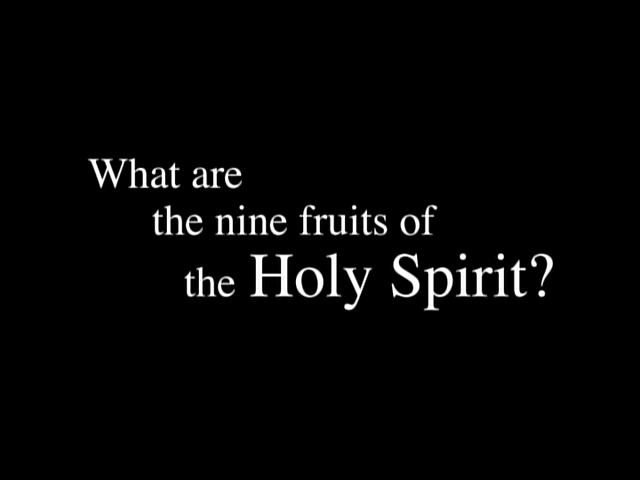 What are
the nine fruits of
the Holy Spirit?